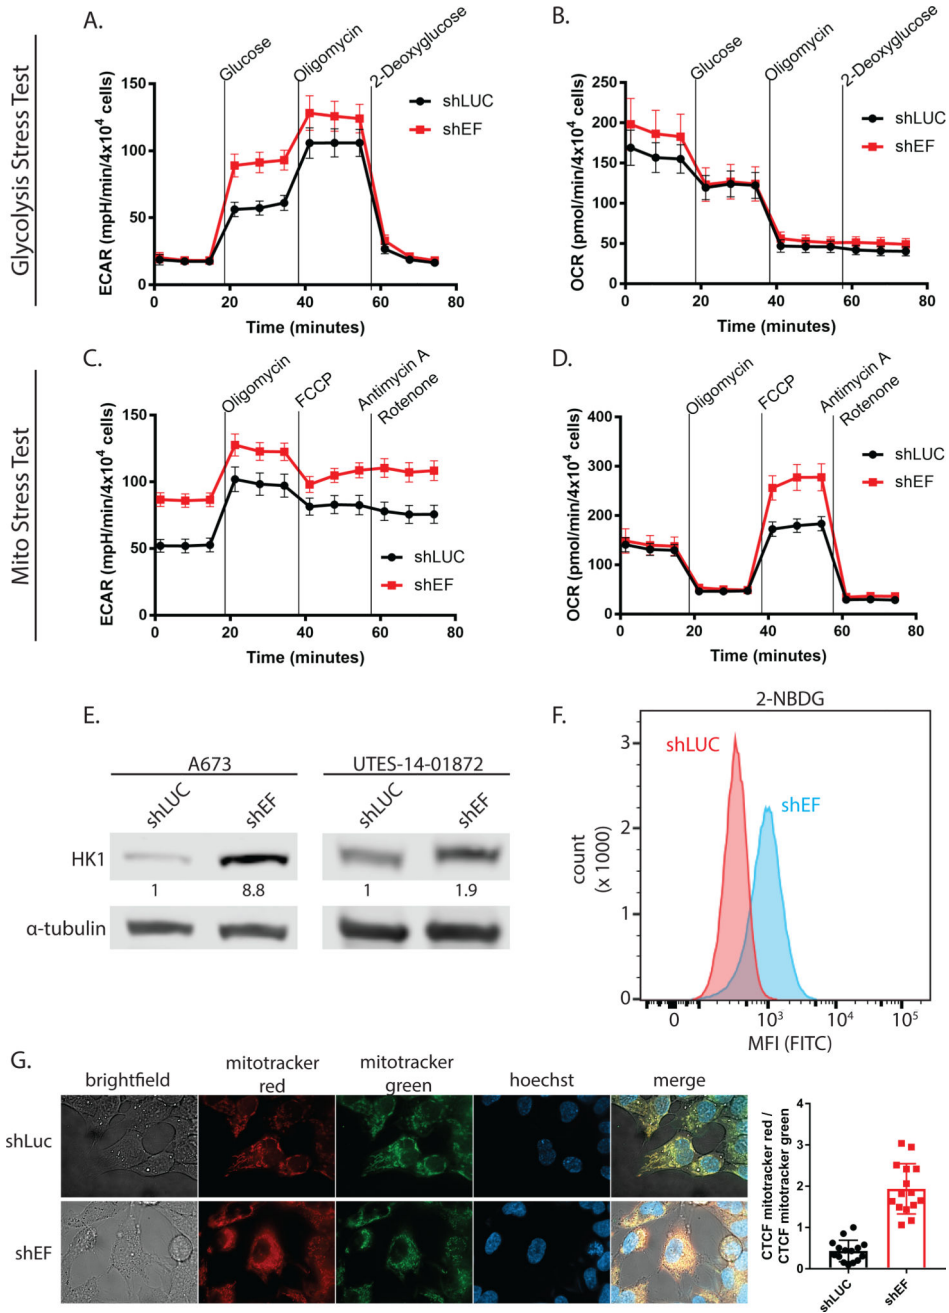 Glycolysis Stress Test
A.
Glucose
Oligomycin
2-Deoxyglucose
ECAR (mpH/min/4x10⁴ cells)
150
100
50
0
0 20 40 60 80
Time (minutes)
shLUC
shEF
B.
Glucose
Oligomycin
2-Deoxyglucose
OCR (pmol/min/4x10⁴ cells)
250
200
150
100
50
0
0 20 40 60 80
Time (minutes)
shLUC
shEF
Mito Stress Test
C.
Oligomycin
FCCP
Antimycin A
Rotenone
ECAR (mpH/min/4x10⁴ cells)
150
100
50
0
0 20 40 60 80
Time (minutes)
shLUC
shEF
D.
Oligomycin
FCCP
Antimycin A
Rotenone
OCR (pmol/min/4x10⁴ cells)
400
300
200
100
0
0 20 40 60 80
Time (minutes)
shLUC
shEF
E.
A673
UTES-14-01872
shLUC shEF shLUC shEF
HK1
1 8.8 1 1.9
α-tubulin
F.
2-NBDG
shLUC
shEF
count
(x 1000)
3
2
1
0
0 10³ 10⁴ 10⁵
MFI (FITC)
G.
brightfield
mitotracker
red
mitotracker
green
hoechst
merge
shLuc
shEF
CTCF mitotracker red /
CTCF mitotracker green
4
3
2
1
0
shLUC shEF